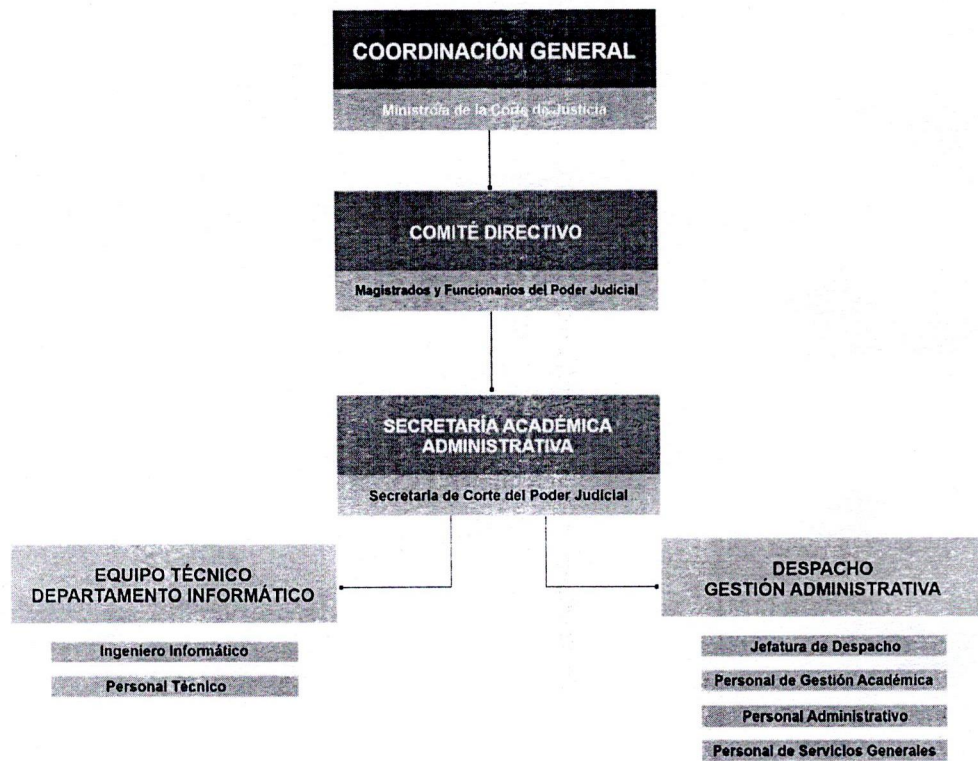 COORDINACIÓN GENERAL
Ministro/a de la Corte de Justicia
COMITÉ DIRECTIVO
Magistrados y Funcionarios del Poder Judicial
SECRETARÍA ACADÉMICA
ADMINISTRATIVA
Secretaria de Corte del Poder Judicial
EQUIPO TÉCNICO
DEPARTAMENTO INFORMÁTICO
Ingeniero Informático
Personal Técnico
DESPACHO
GESTIÓN ADMINISTRATIVA
Jefatura de Despacho
Personal de Gestión Académica
Personal Administrativo
Personal de Servicios Generales